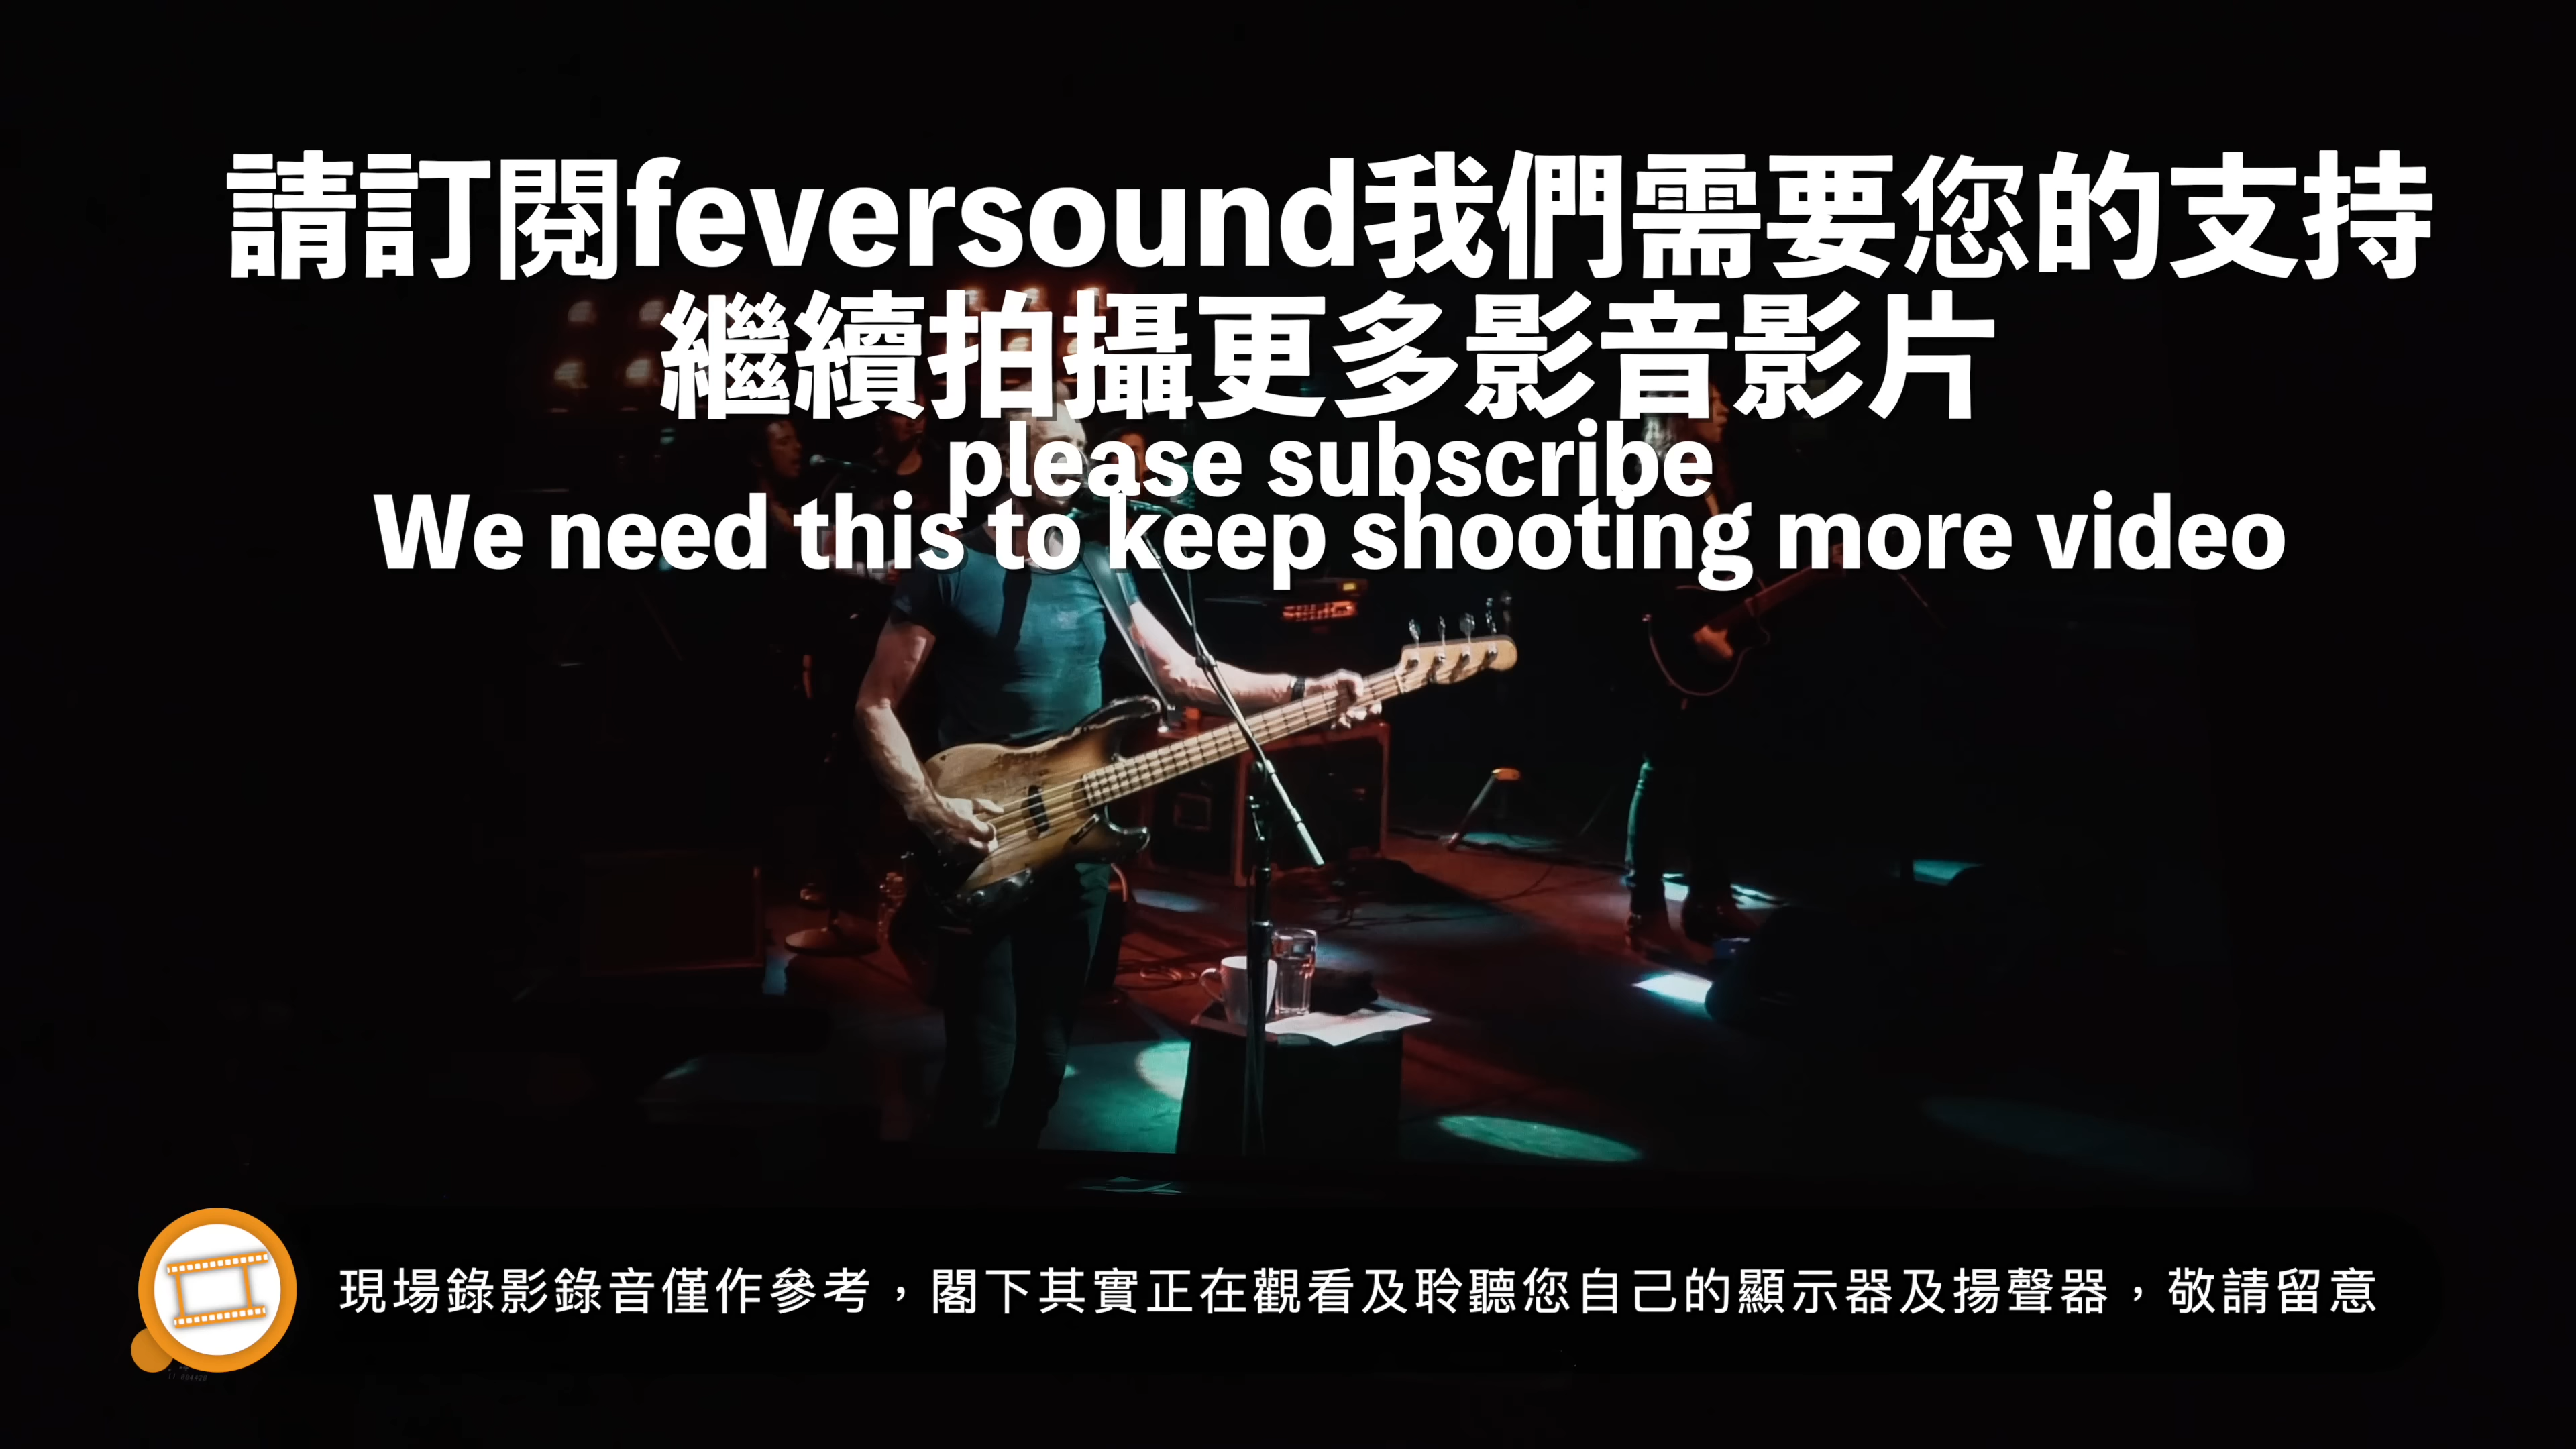 請訂閱feversound我們需要您的支持
繼續拍攝更多影音影片
please subscribe
We need this to keep shooting more video
現場錄影錄音僅作參考，閣下其實正在觀看及聆聽您自己的顯示器及揚聲器，敬請留意